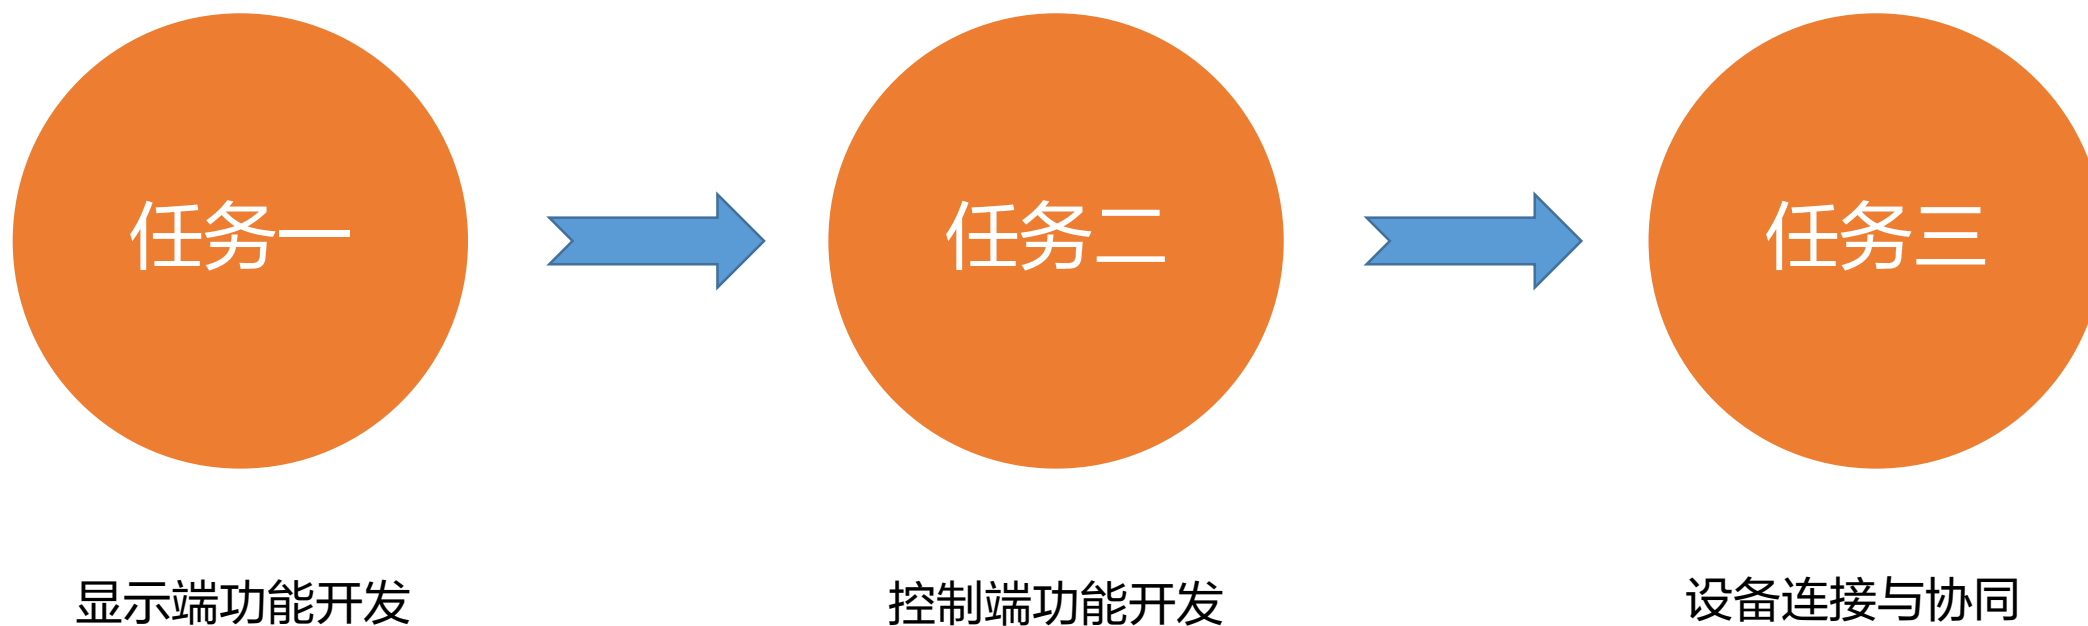 任务一
任务二
任务三
显示端功能开发
控制端功能开发
设备连接与协同